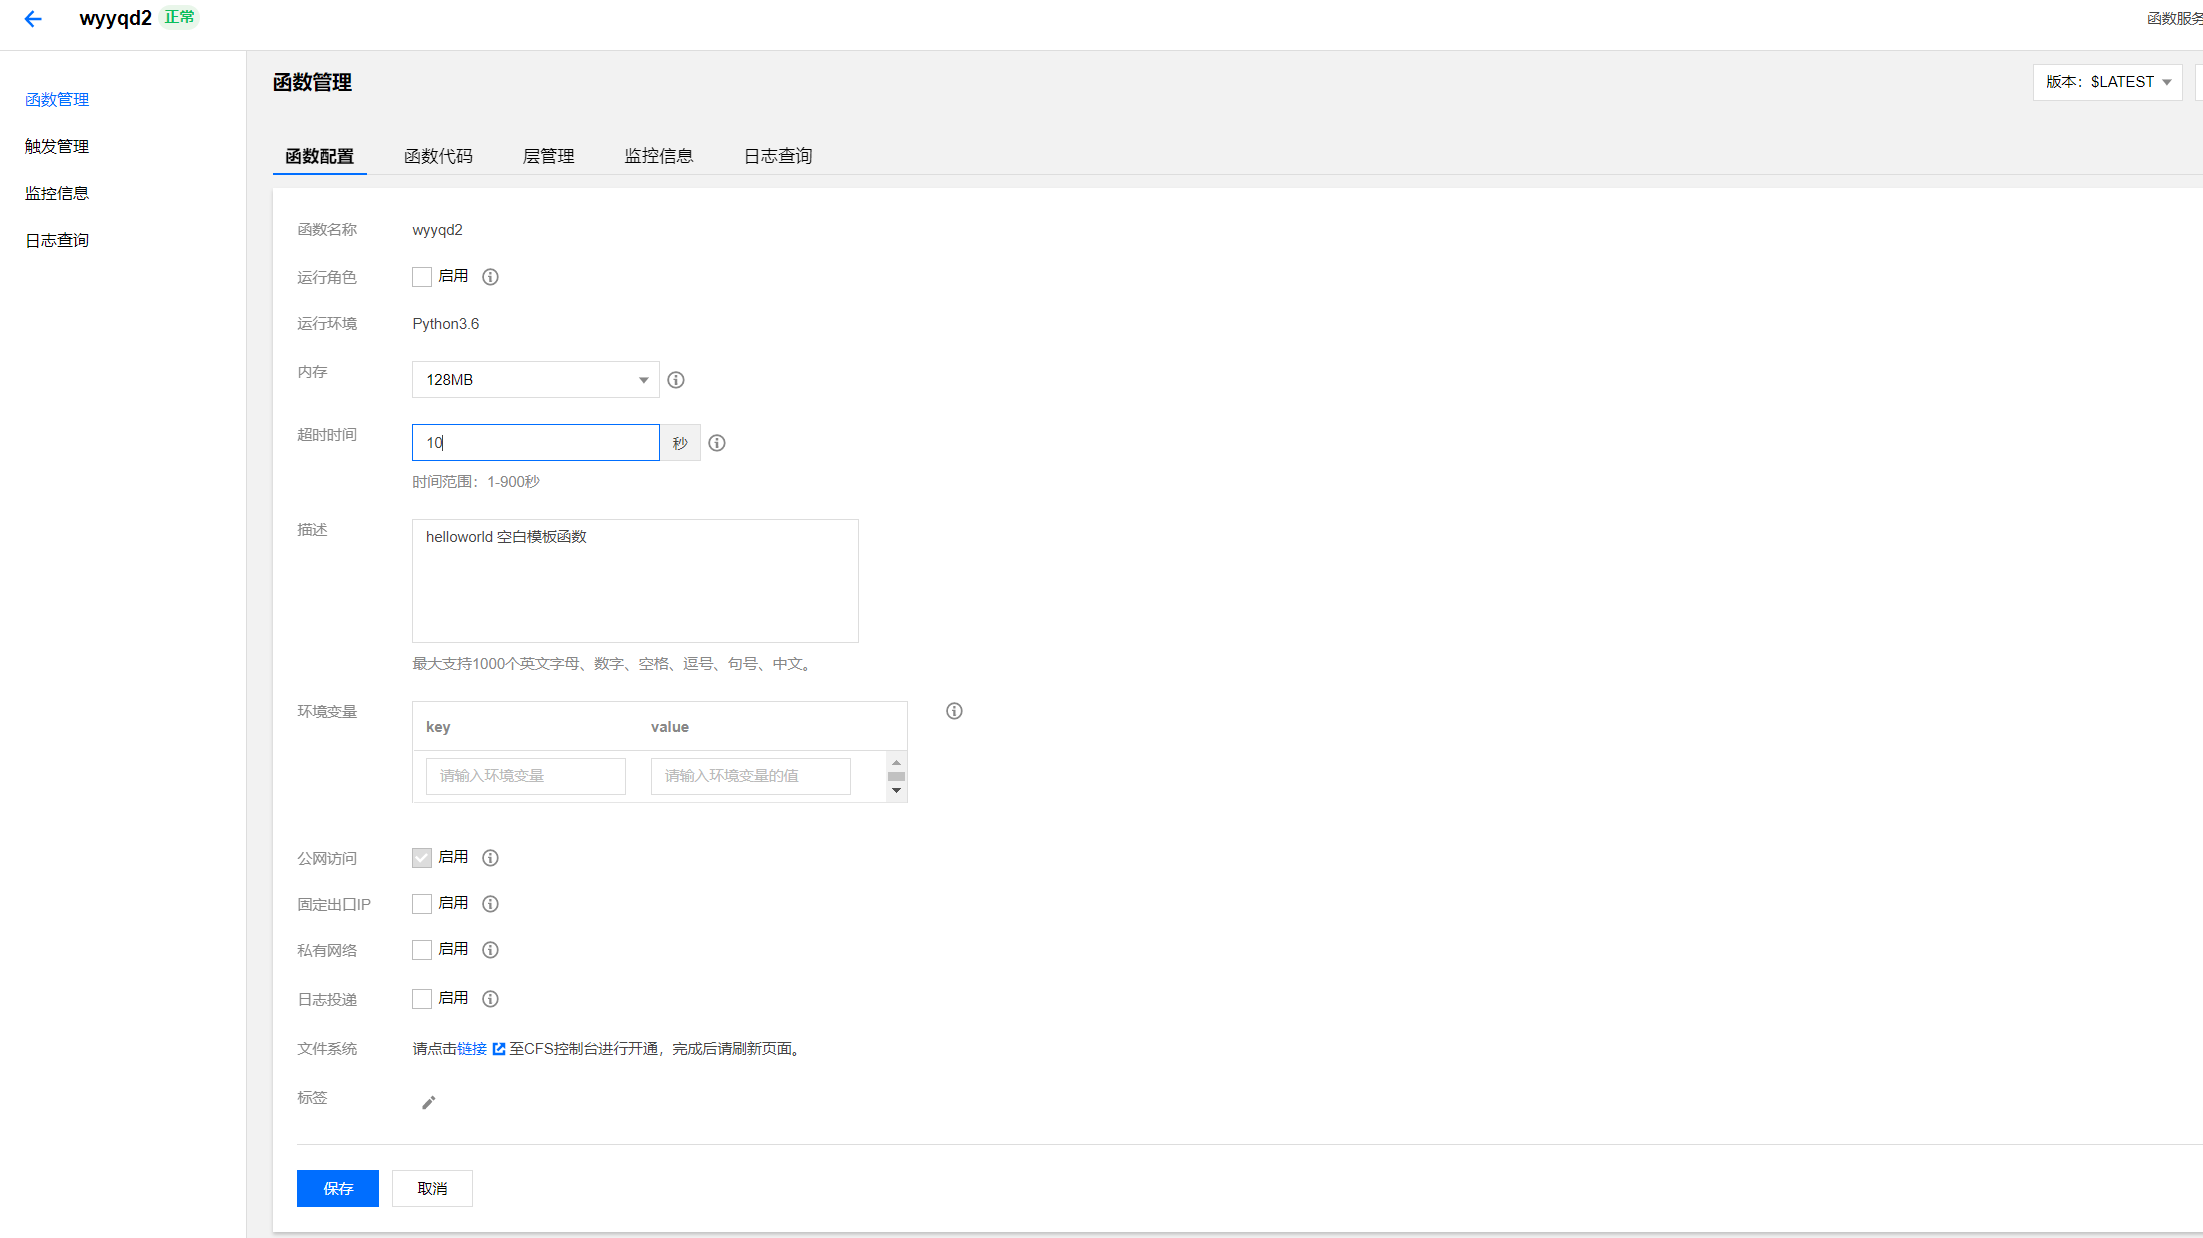 wyyqd2 正常
函数服务
函数管理
触发管理
监控信息
日志查询
函数管理
版本：$LATEST
函数配置 函数代码 层管理 监控信息 日志查询
函数名称 wyyqd2
运行角色 启用
运行环境 Python3.6
内存 128MB
超时时间 10 秒
时间范围：1-900秒
描述 helloworld 空白模板函数
最大支持1000个英文字母、数字、空格、逗号、句号、中文。
环境变量 key value
请输入环境变量 请输入环境变量的值
公网访问 启用
固定出口IP 启用
私有网络 启用
日志投递 启用
文件系统 请点击链接 至CFS控制台进行开通，完成后请刷新页面。
标签
保存 取消